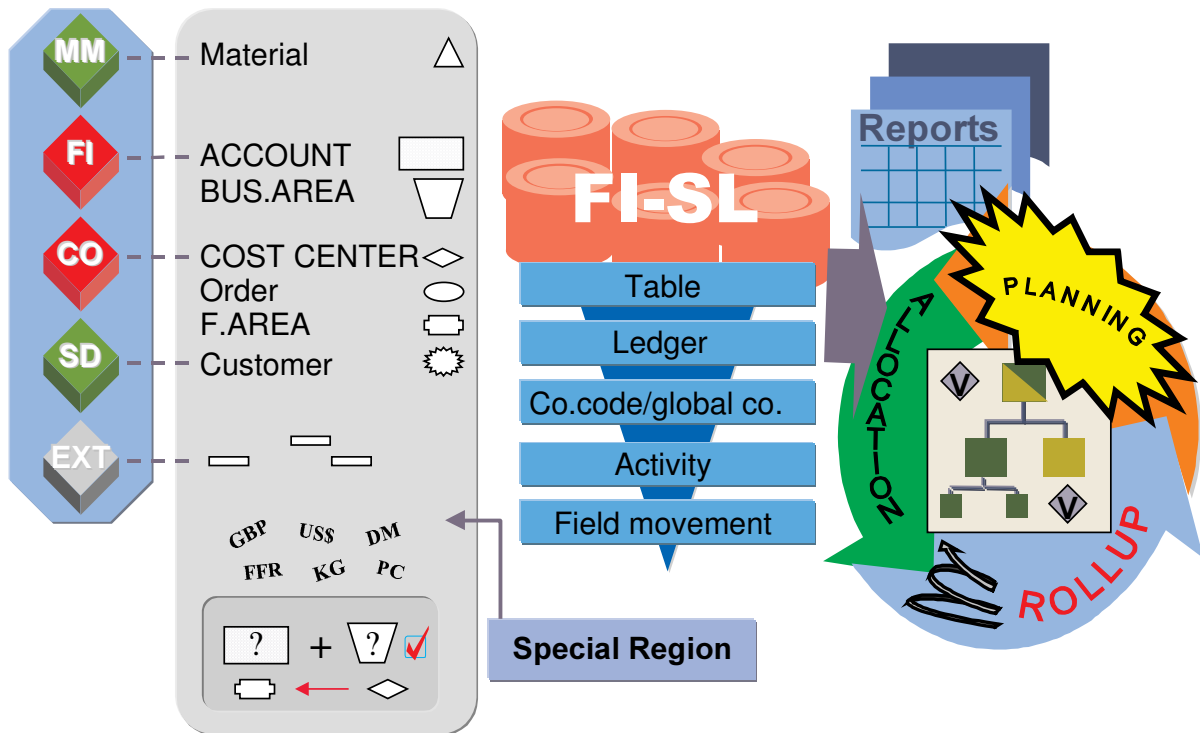 MM
Material
FI
ACCOUNT
BUS.AREA
CO
COST CENTER
Order
F.AREA
SD
Customer
EXT
GBP US$ DM
FFR KG PC
? + ?
Special Region
FI-SL
Table
Ledger
Co.code/global co.
Activity
Field movement
Reports
PLANNING
ALLOCATION
V
V
ROLLUP